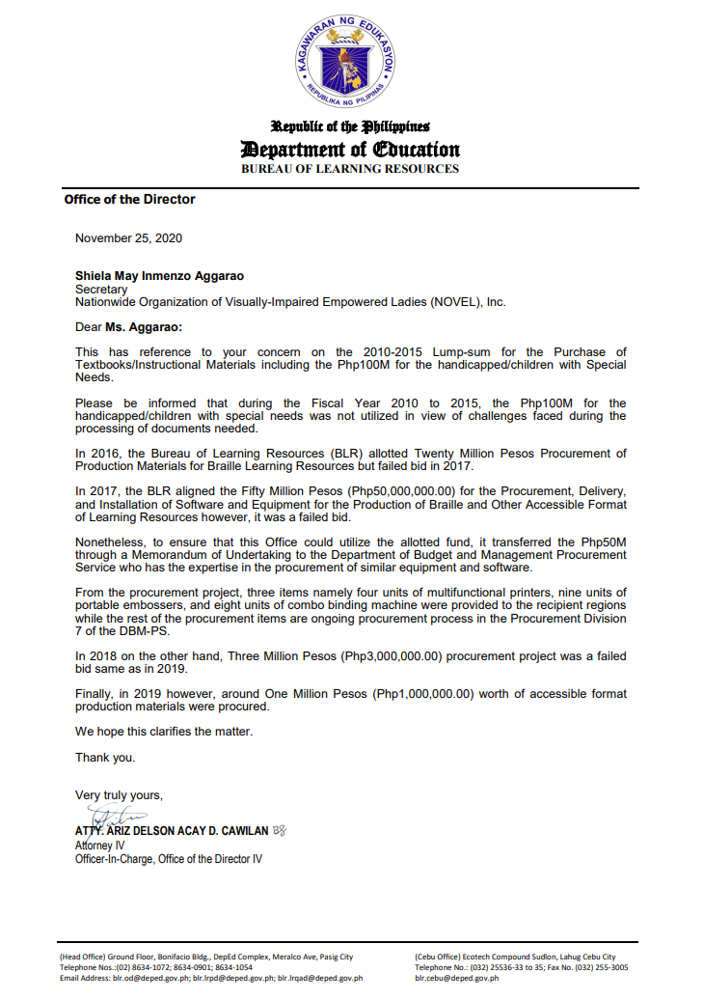 KAGAWARAN NG EDUKASYON
REPUBLIKA NG PILIPINAS
Republic of the Philippines
Department of Education
BUREAU OF LEARNING RESOURCES
Office of the Director
November 25, 2020
Shiela May Inmenzo Aggarao
Secretary
Nationwide Organization of Visually-Impaired Empowered Ladies (NOVEL), Inc.
Dear Ms. Aggarao:
This has reference to your concern on the 2010-2015 Lump-sum for the Purchase of
Textbooks/Instructional Materials including the Php100M for the handicapped/children with Special
Needs.
Please be informed that during the Fiscal Year 2010 to 2015, the Php100M for the
handicapped/children with special needs was not utilized in view of challenges faced during the
processing of documents needed.
In 2016, the Bureau of Learning Resources (BLR) allotted Twenty Million Pesos Procurement of
Production Materials for Braille Learning Resources but failed bid in 2017.
In 2017, the BLR aligned the Fifty Million Pesos (Php50,000,000.00) for the Procurement, Delivery,
and Installation of Software and Equipment for the Production of Braille and Other Accessible Format
of Learning Resources however, it was a failed bid.
Nonetheless, to ensure that this Office could utilize the allotted fund, it transferred the Php50M
through a Memorandum of Undertaking to the Department of Budget and Management Procurement
Service who has the expertise in the procurement of similar equipment and software.
From the procurement project, three items namely four units of multifunctional printers, nine units of
portable embossers, and eight units of combo binding machine were provided to the recipient regions
while the rest of the procurement items are ongoing procurement process in the Procurement Division
7 of the DBM-PS.
In 2018 on the other hand, Three Million Pesos (Php3,000,000.00) procurement project was a failed
bid same as in 2019.
Finally, in 2019 however, around One Million Pesos (Php1,000,000.00) worth of accessible format
production materials were procured.
We hope this clarifies the matter.
Thank you.
Very truly yours,
ATTY. ARIZ DELSON ACAY D. CAWILAN
Attorney IV
Officer-In-Charge, Office of the Director IV
(Head Office) Ground Floor, Bonifacio Bldg., DepEd Complex, Meralco Ave, Pasig City
Telephone Nos.:(02) 8634-1072; 8634-0901; 8634-1054
Email Address: blr.od@deped.gov.ph; blr.lrpd@deped.gov.ph; blr.lrqad@deped.gov.ph
(Cebu Office) Ecotech Compound Sudlon, Lahug Cebu City
Telephone No.: (032) 25536-33 to 35; Fax No. (032) 255-3005
blr.cebu@deped.gov.ph